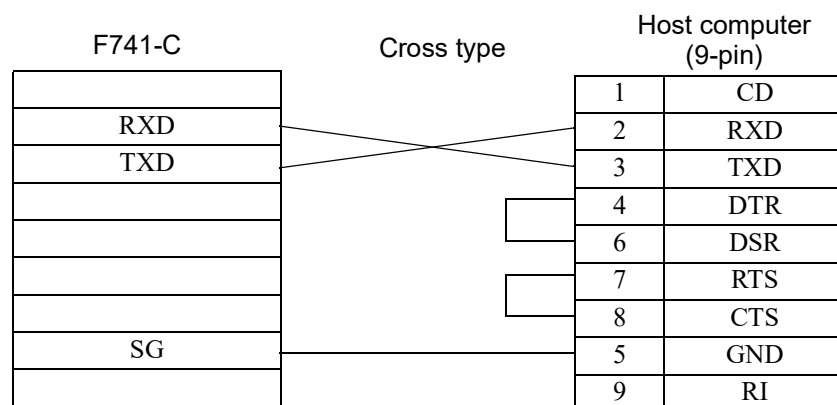 F741-C Cross type Host computer
(9-pin)
1 CD
RXD 2 RXD
TXD 3 TXD
4 DTR
6 DSR
7 RTS
8 CTS
SG 5 GND
9 RI